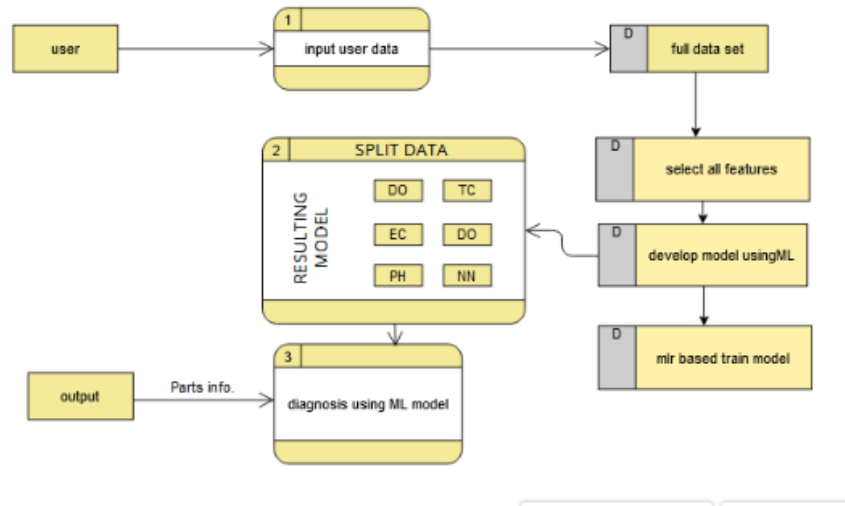 1
user
input user data
D
full data set
D
select all features
2
SPLIT DATA
RESULTING
MODEL
DO
TC
EC
DO
PH
NN
D
develop model usingML
D
mlr based train model
3
diagnosis using ML model
output
Parts info.